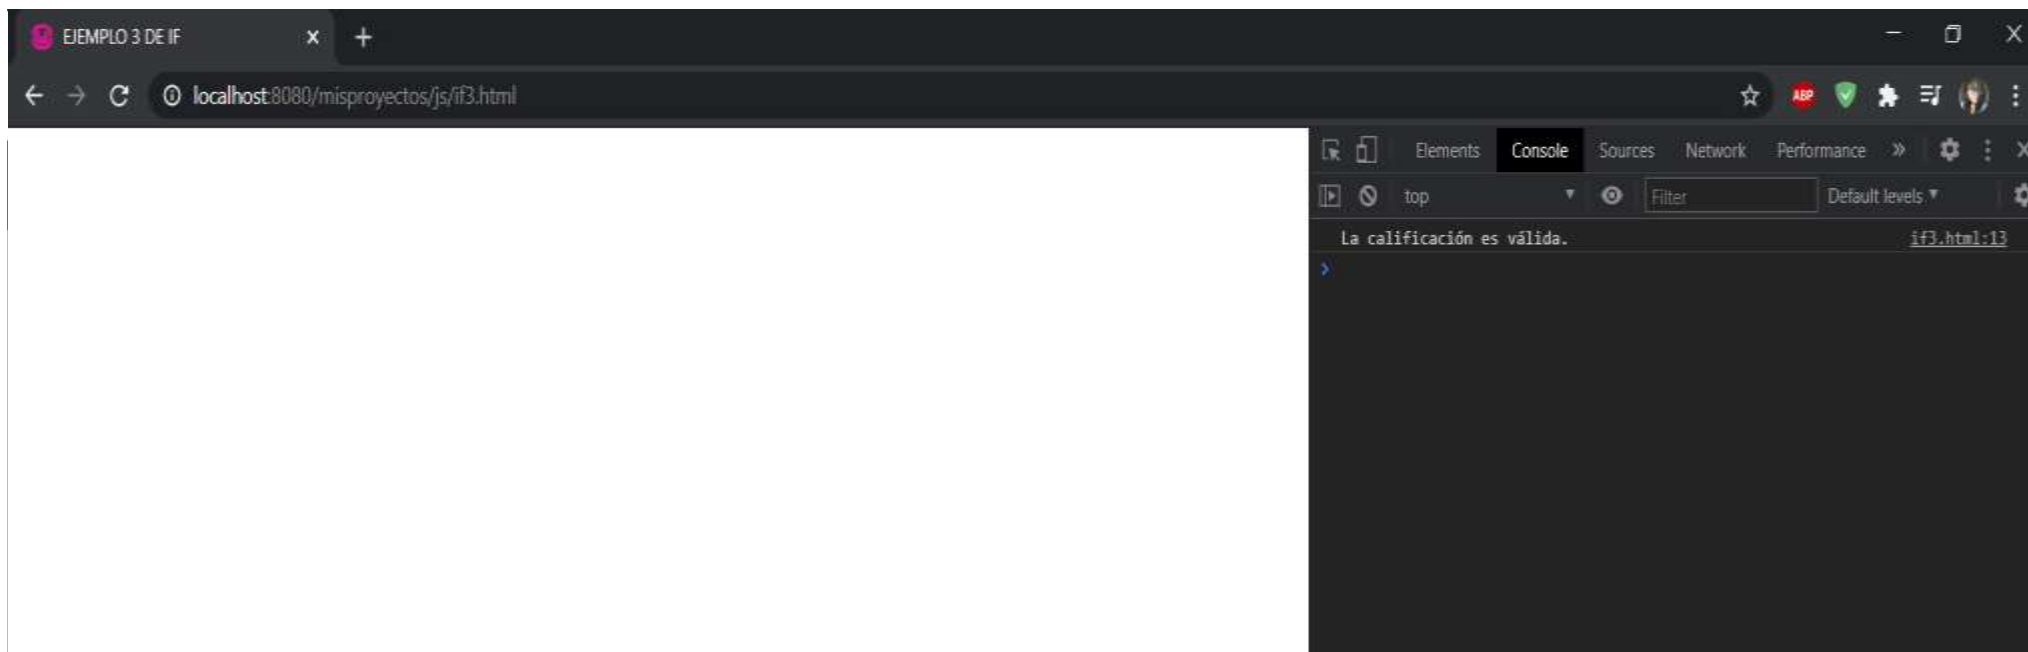 EJEMPLO 3 DE IF
localhost:8080/misproyectos/js/if3.html
ABP
Elements Console Sources Network Performance
top Filter Default levels
La calificación es válida. if3.html:13